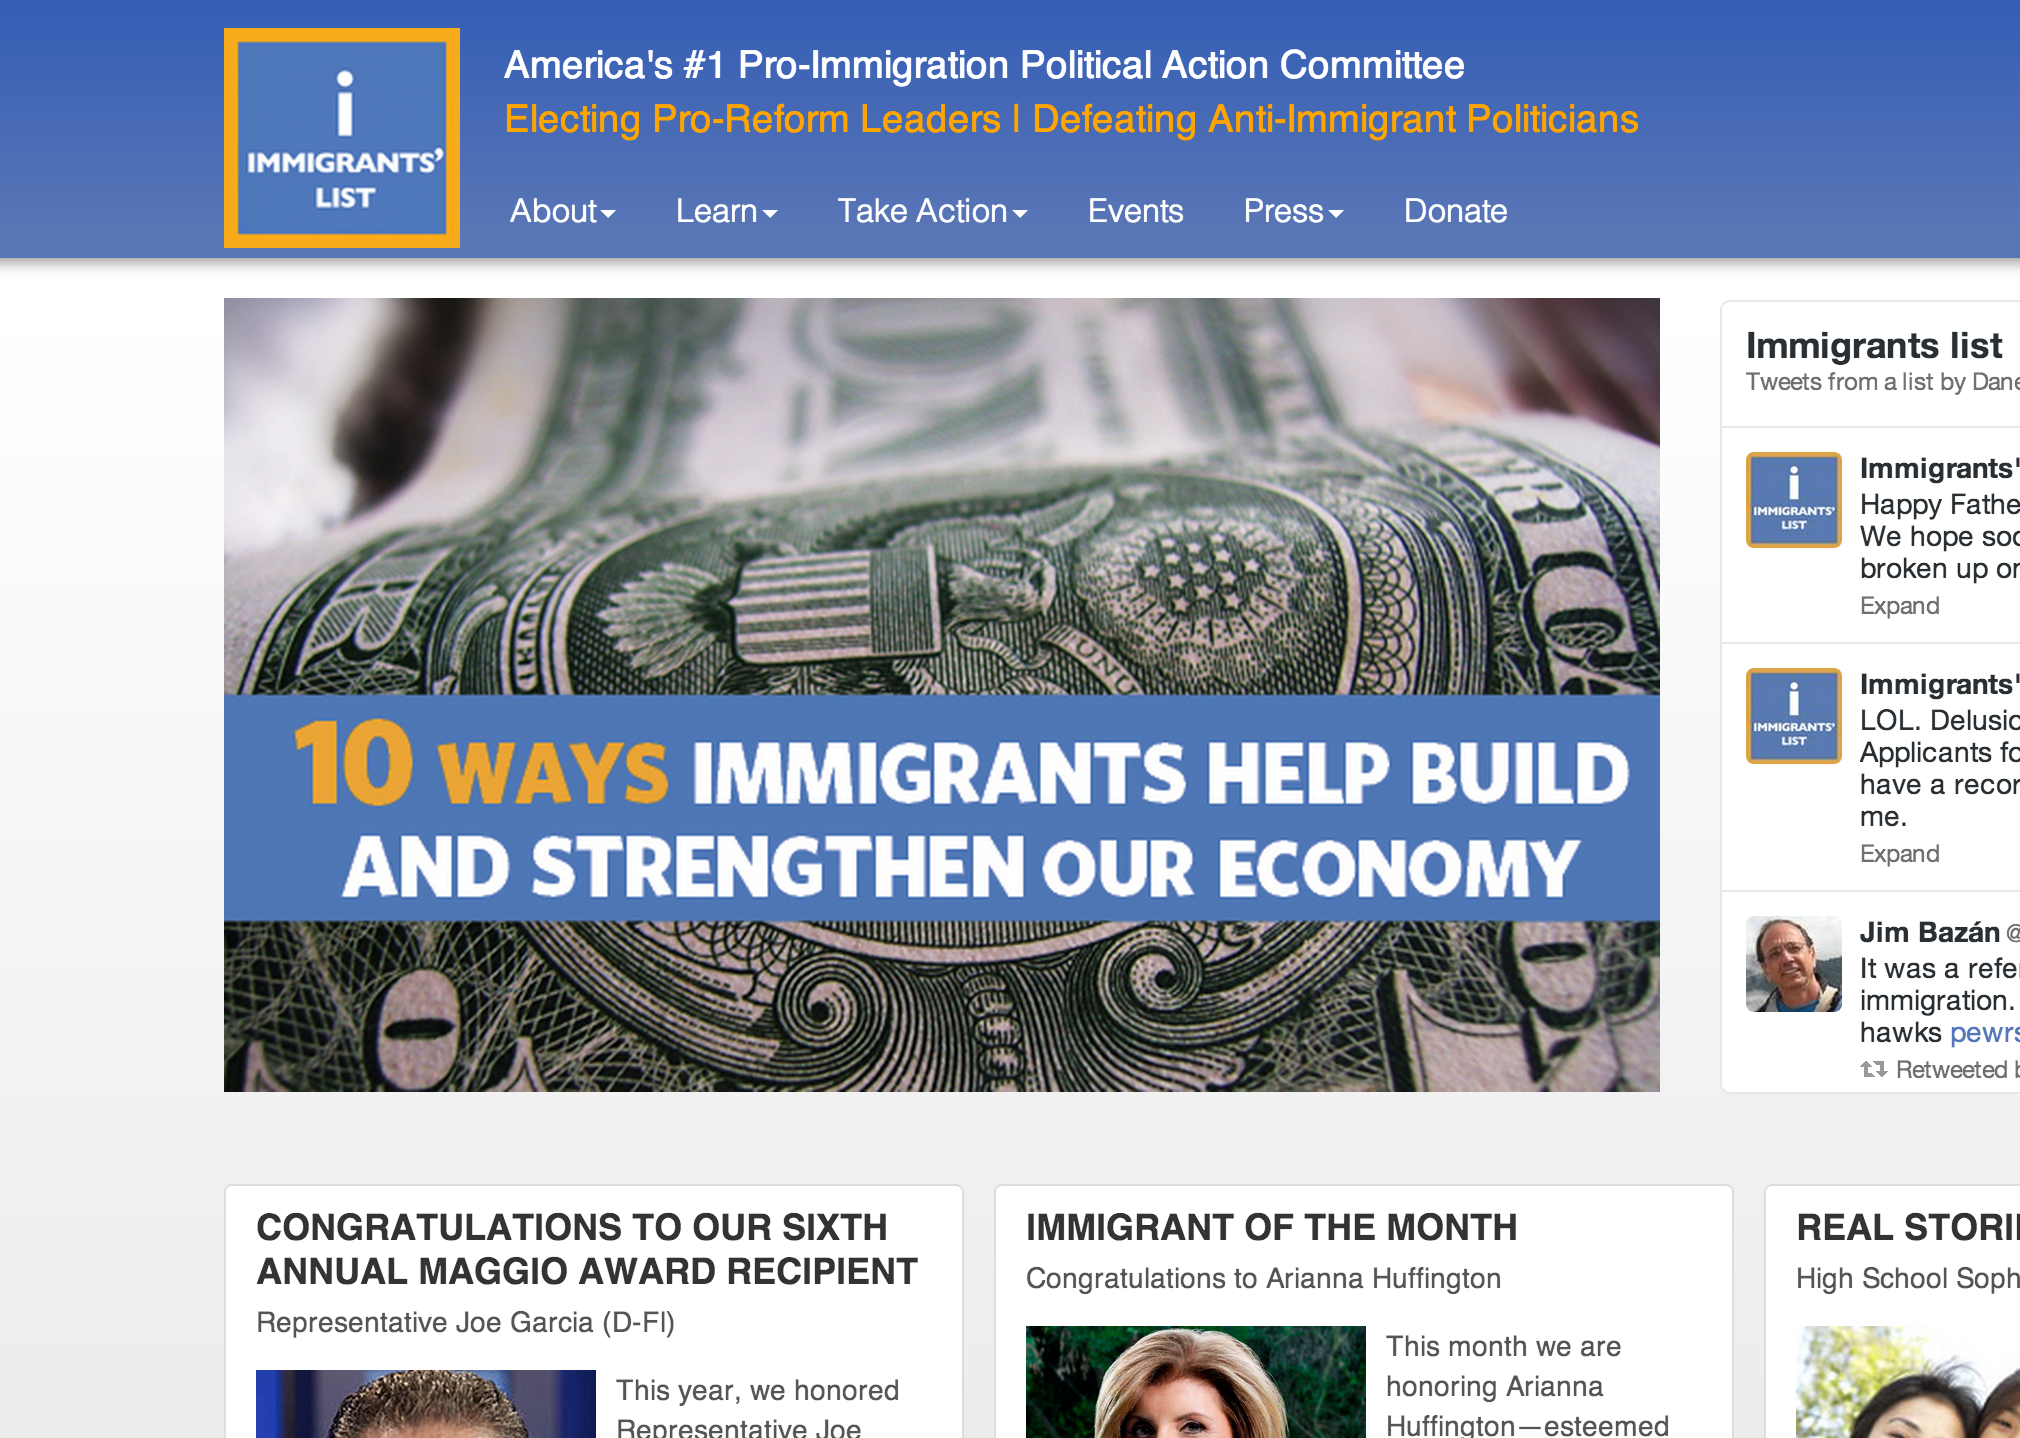 i
IMMIGRANTS'
LIST
America's #1 Pro-Immigration Political Action Committee
Electing Pro-Reform Leaders | Defeating Anti-Immigrant Politicians
About
Learn
Take Action
Events
Press
Donate
10 WAYS IMMIGRANTS HELP BUILD
AND STRENGTHEN OUR ECONOMY
Immigrants list
Tweets from a list by
i
IMMIGRANTS'
LIST
Immigrants'
Happy
We hope
broken up
Expand
i
IMMIGRANTS'
LIST
Immigrants'
LOL.
Applicants
have a
me.
Expand
Jim Bazán @
It was a
immigration.
hawks
Retweeted
CONGRATULATIONS TO OUR SIXTH
ANNUAL MAGGIO AWARD RECIPIENT
Representative Joe Garcia (D-Fl)
This year, we honored
Representative Joe
IMMIGRANT OF THE MONTH
Congratulations to Arianna Huffington
This month we are
honoring Arianna
Huffington—esteemed
REAL
High School